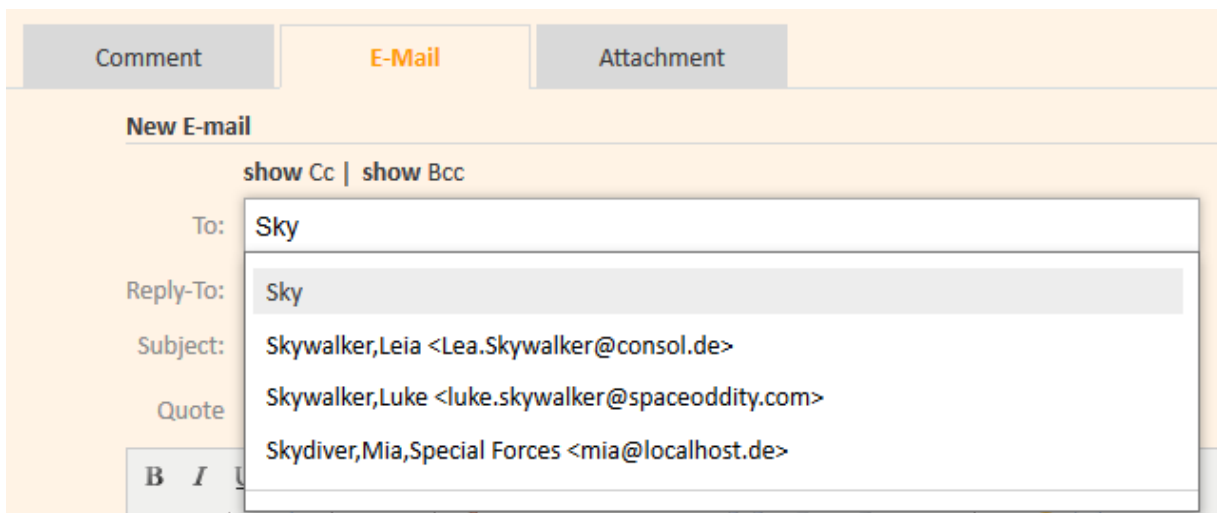 Comment E-Mail Attachment
New E-mail
show Cc | show Bcc
To: Sky
Reply-To: Sky
Subject: Skywalker,Leia <Lea.Skywalker@consol.de>
Skywalker,Luke <luke.skywalker@spaceoddity.com>
Quote
Skydiver,Mia,Special Forces <mia@localhost.de>
B I U